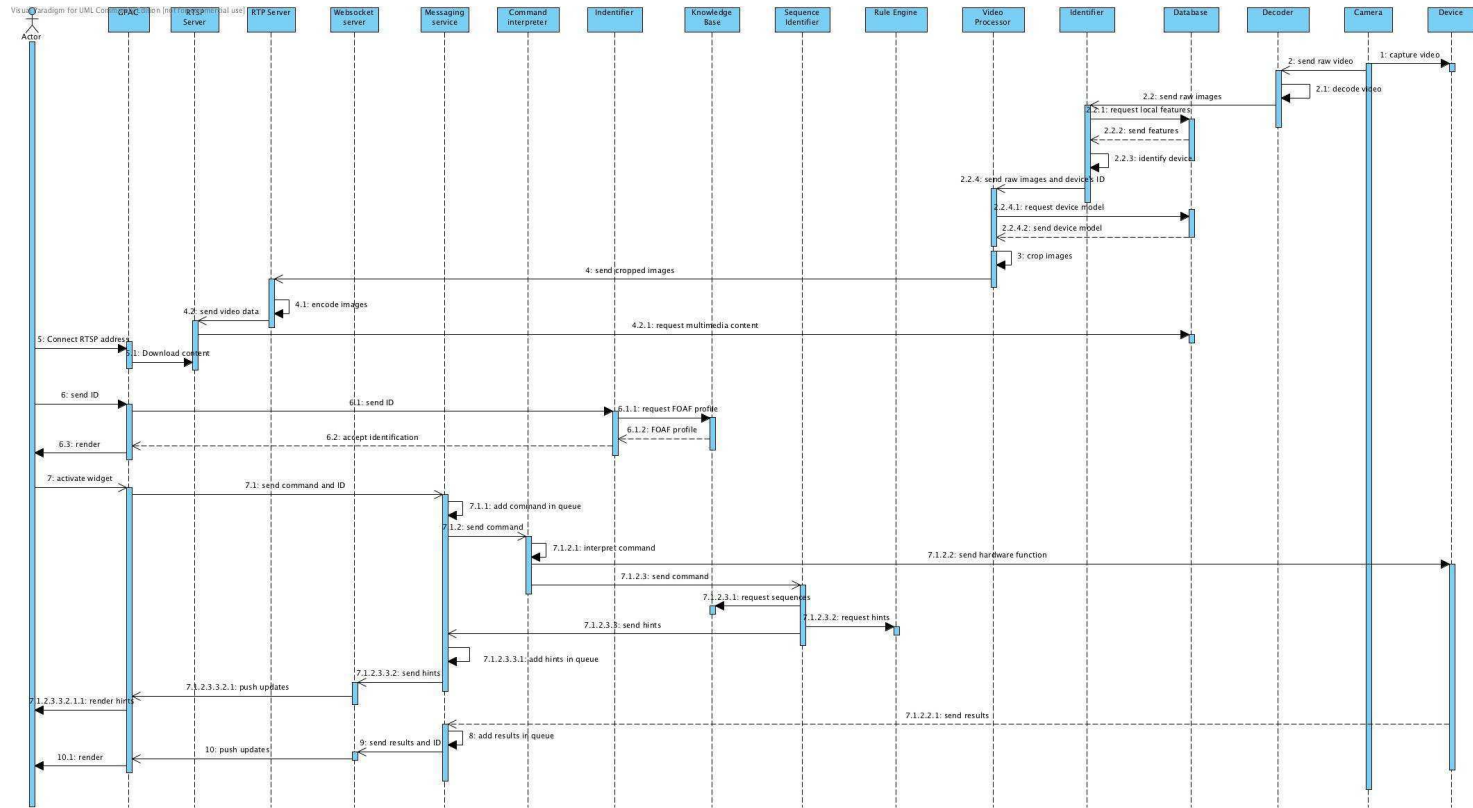 Visual Paradigm for UML Community Edition [not for commercial use]
Actor
GPAC
RTSP
Server
RTP Server
Websocket
server
Messaging
service
Command
interpreter
Indentifier
Knowledge
Base
Sequence
Identifier
Rule Engine
Video
Processor
Identifier
Database
Decoder
Camera
Device
1: capture video
2: send raw video
2.1: decode video
2.2: send raw images
2.2.1: request local features
2.2.2: send features
2.2.3: identify device
2.2.4: send raw images and device's ID
2.2.4.1: request device model
2.2.4.2: send device model
3: crop images
4: send cropped images
4.1: encode images
4.2: send video data
4.2.1: request multimedia content
5: Connect RTSP address
5.1: Download content
6: send ID
6.1: send ID
6.1.1: request FOAF profile
6.1.2: FOAF profile
6.2: accept identification
6.3: render
7: activate widget
7.1: send command and ID
7.1.1: add command in queue
7.1.2: send command
7.1.2.1: interpret command
7.1.2.2: send hardware function
7.1.2.3: send command
7.1.2.3.1: request sequences
7.1.2.3.2: request hints
7.1.2.3.3: send hints
7.1.2.3.3.1: add hints in queue
7.1.2.3.3.2: send hints
7.1.2.3.3.2.1: push updates
7.1.2.3.3.2.1.1: render hints
7.1.2.2.1: send results
8: add results in queue
9: send results and ID
10: push updates
10.1: render